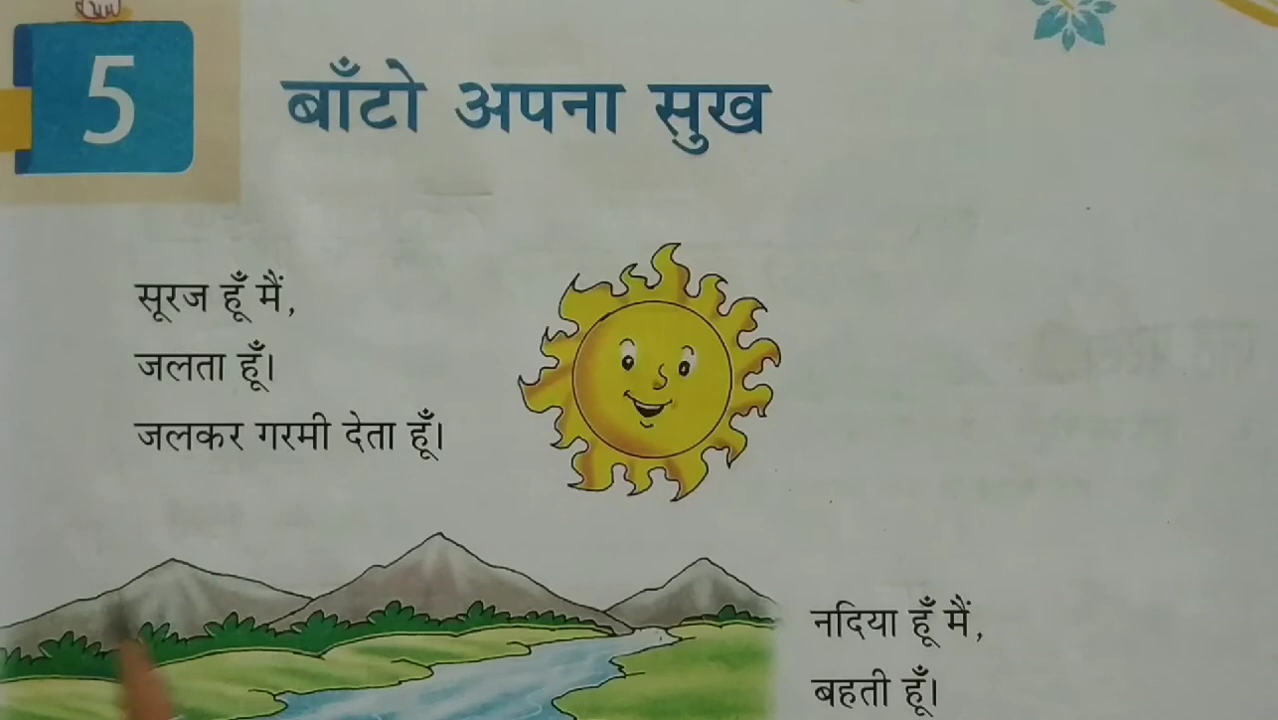 5
बाँटो अपना सुख
सूरज हूँ मैं,
जलता हूँ।
जलकर गरमी देता हूँ।
नदिया हूँ मैं,
बहती हूँ।